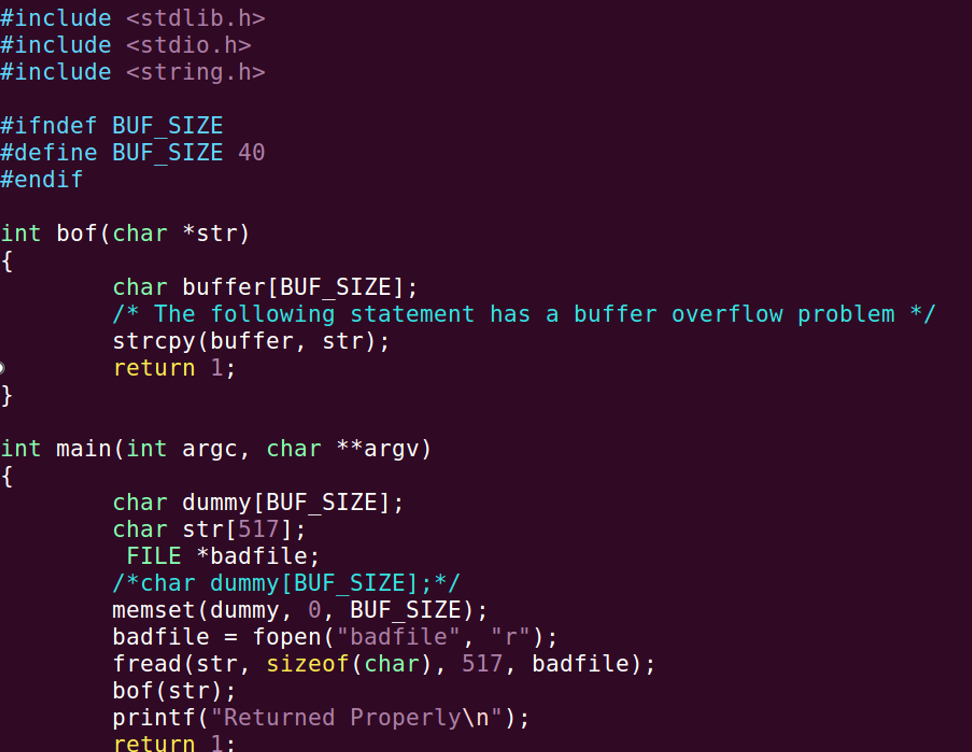 #include <stdlib.h>
#include <stdio.h>
#include <string.h>
#ifndef BUF_SIZE
#define BUF_SIZE 40
#endif
int bof(char *str)
{
char buffer[BUF_SIZE];
/* The following statement has a buffer overflow problem */
strcpy(buffer, str);
return 1;
}
int main(int argc, char **argv)
{
char dummy[BUF_SIZE];
char str[517];
FILE *badfile;
/*char dummy[BUF_SIZE];*/
memset(dummy, 0, BUF_SIZE);
badfile = fopen("badfile", "r");
fread(str, sizeof(char), 517, badfile);
bof(str);
printf("Returned Properly\n");
return 1;